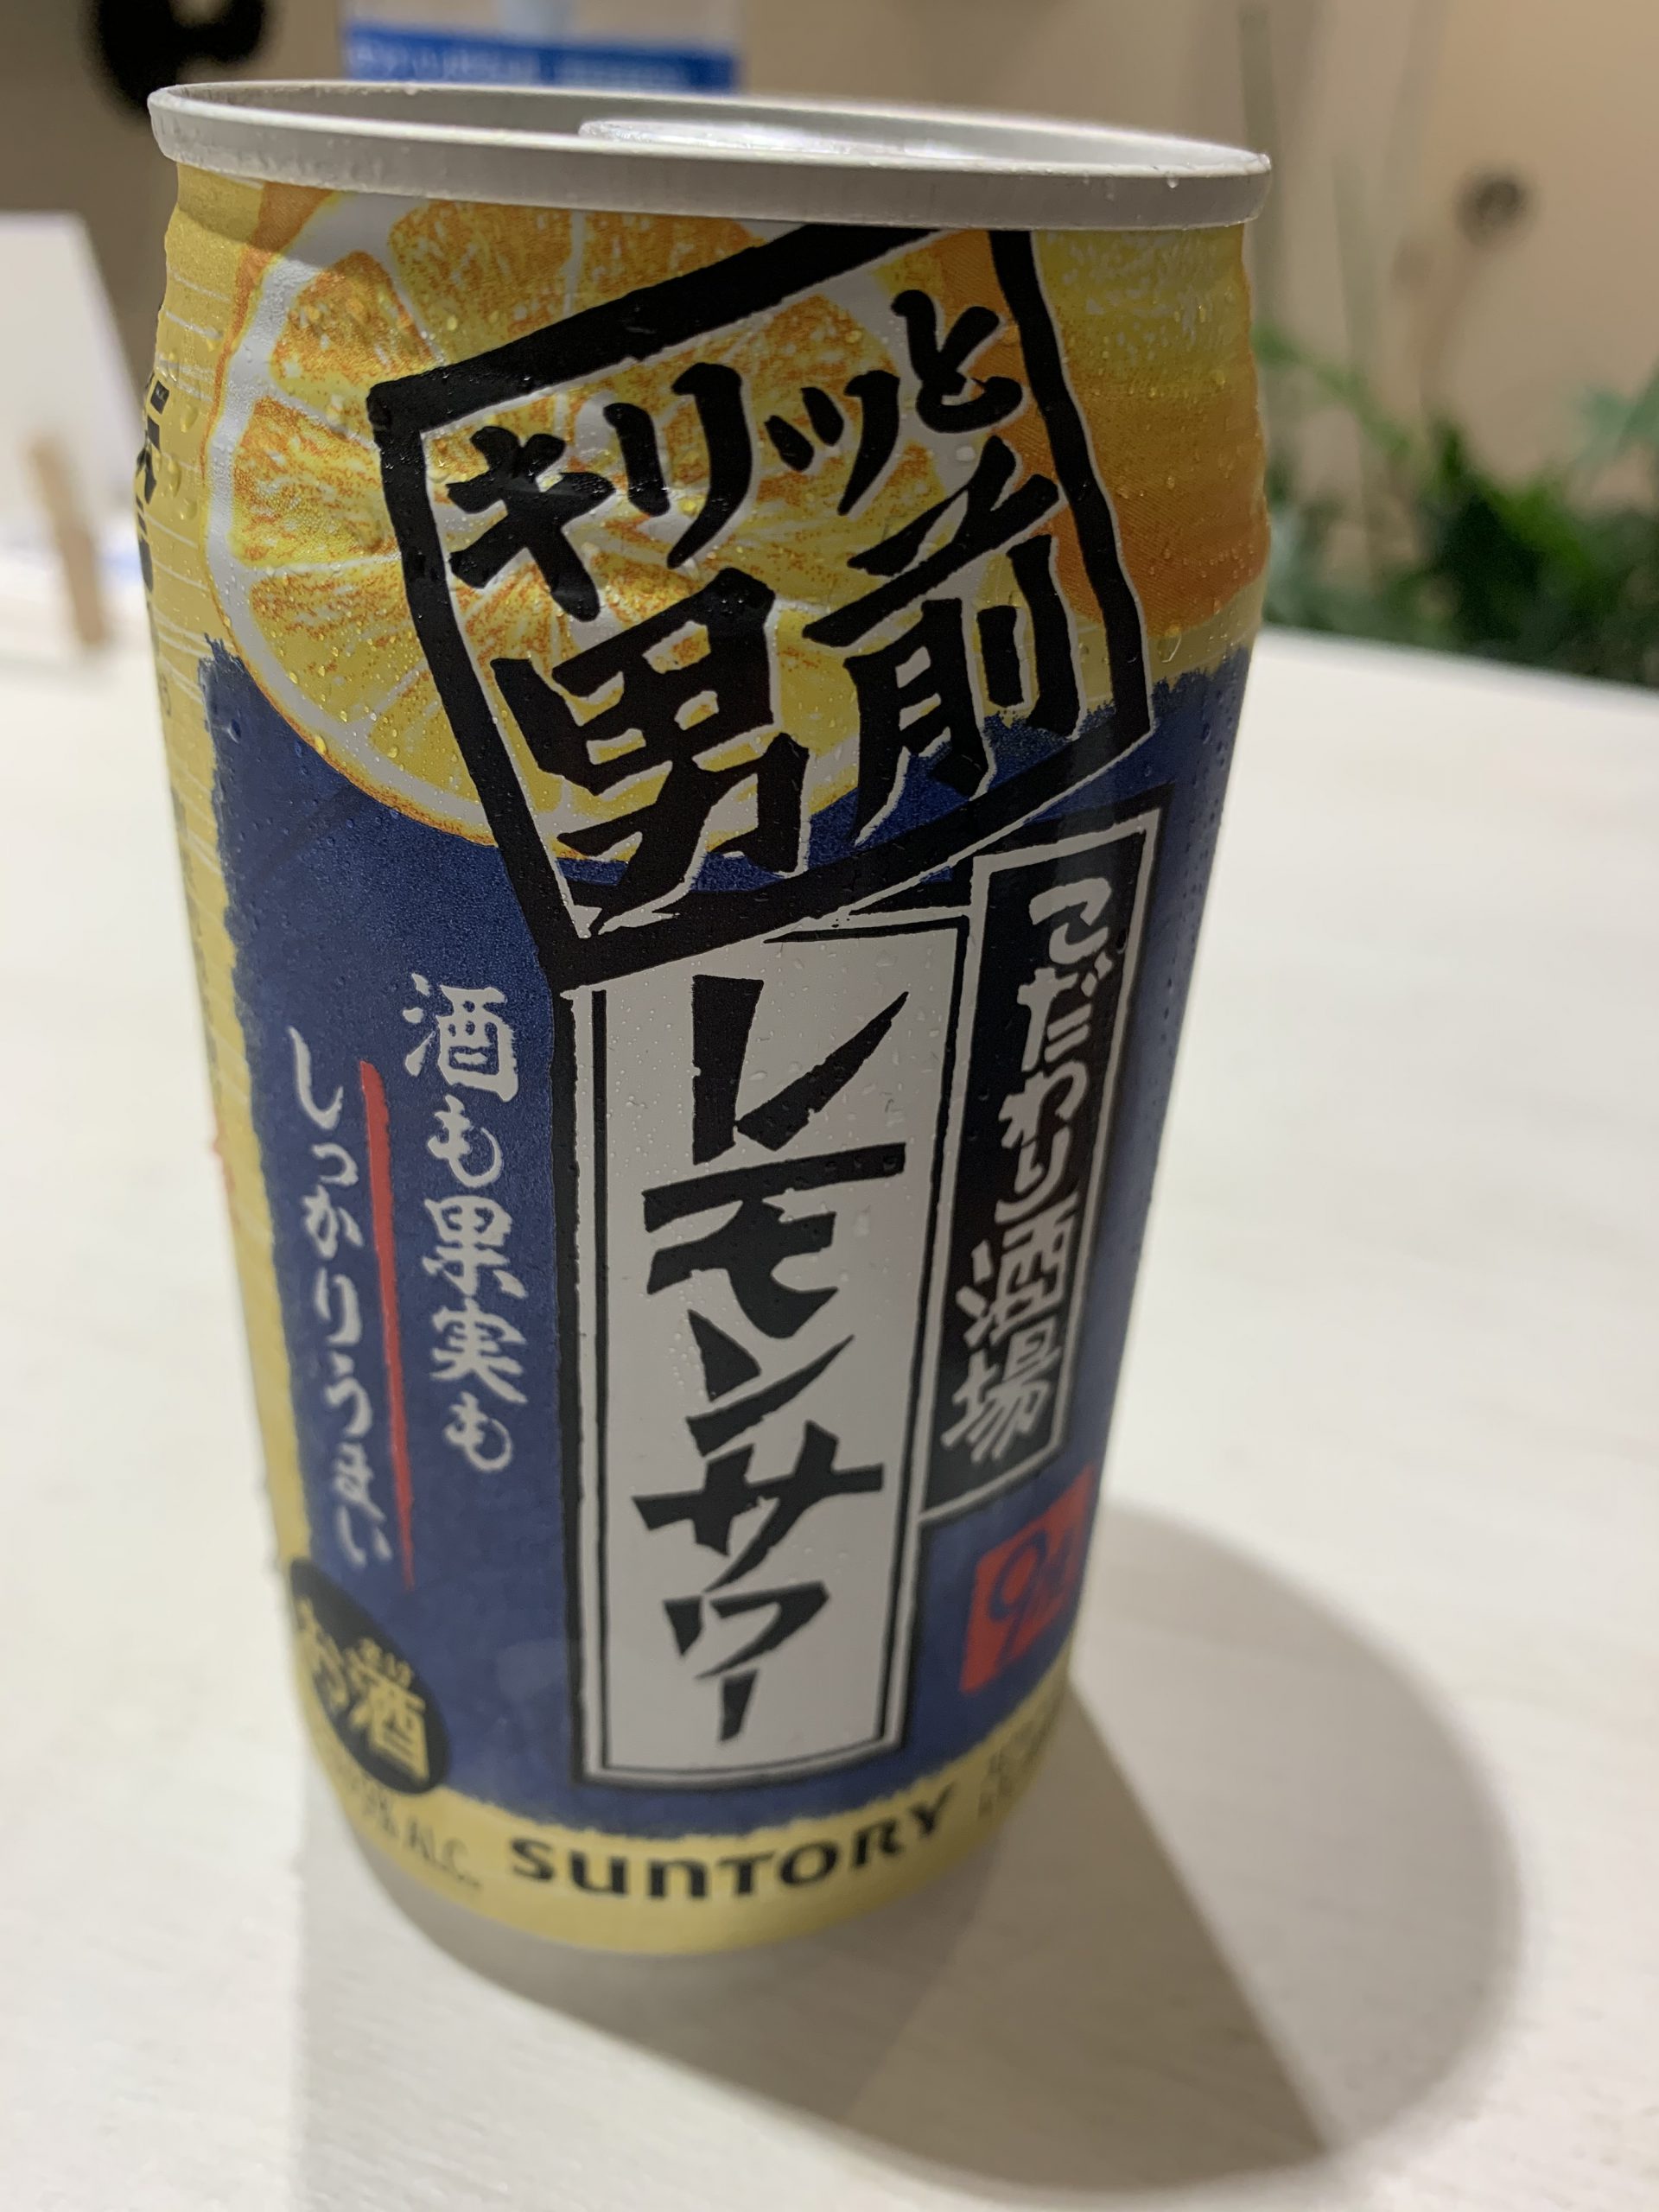 キリッと
男前
こだわり酒場
レモンサワー
酒も果実も
しっかりうまい
お酒
SUNTORY